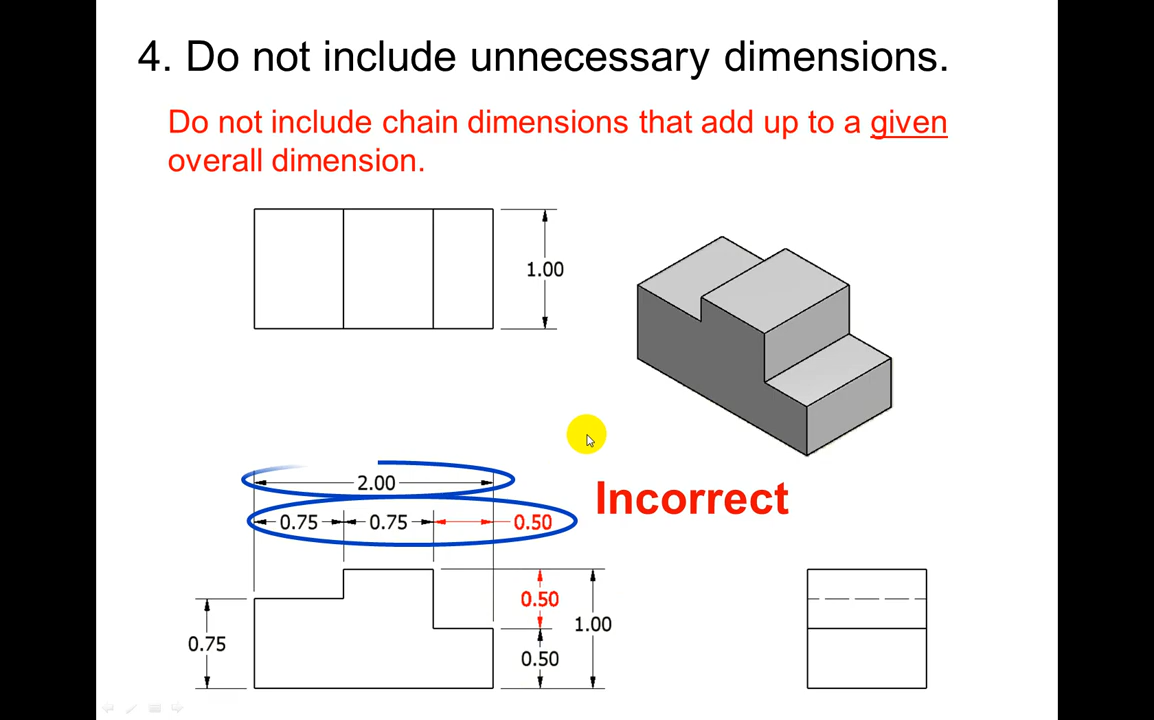 4. Do not include unnecessary dimensions.
Do not include chain dimensions that add up to a given
overall dimension.
1.00
2.00
Incorrect
0.75 0.75 0.50
0.50
1.00
0.75
0.50